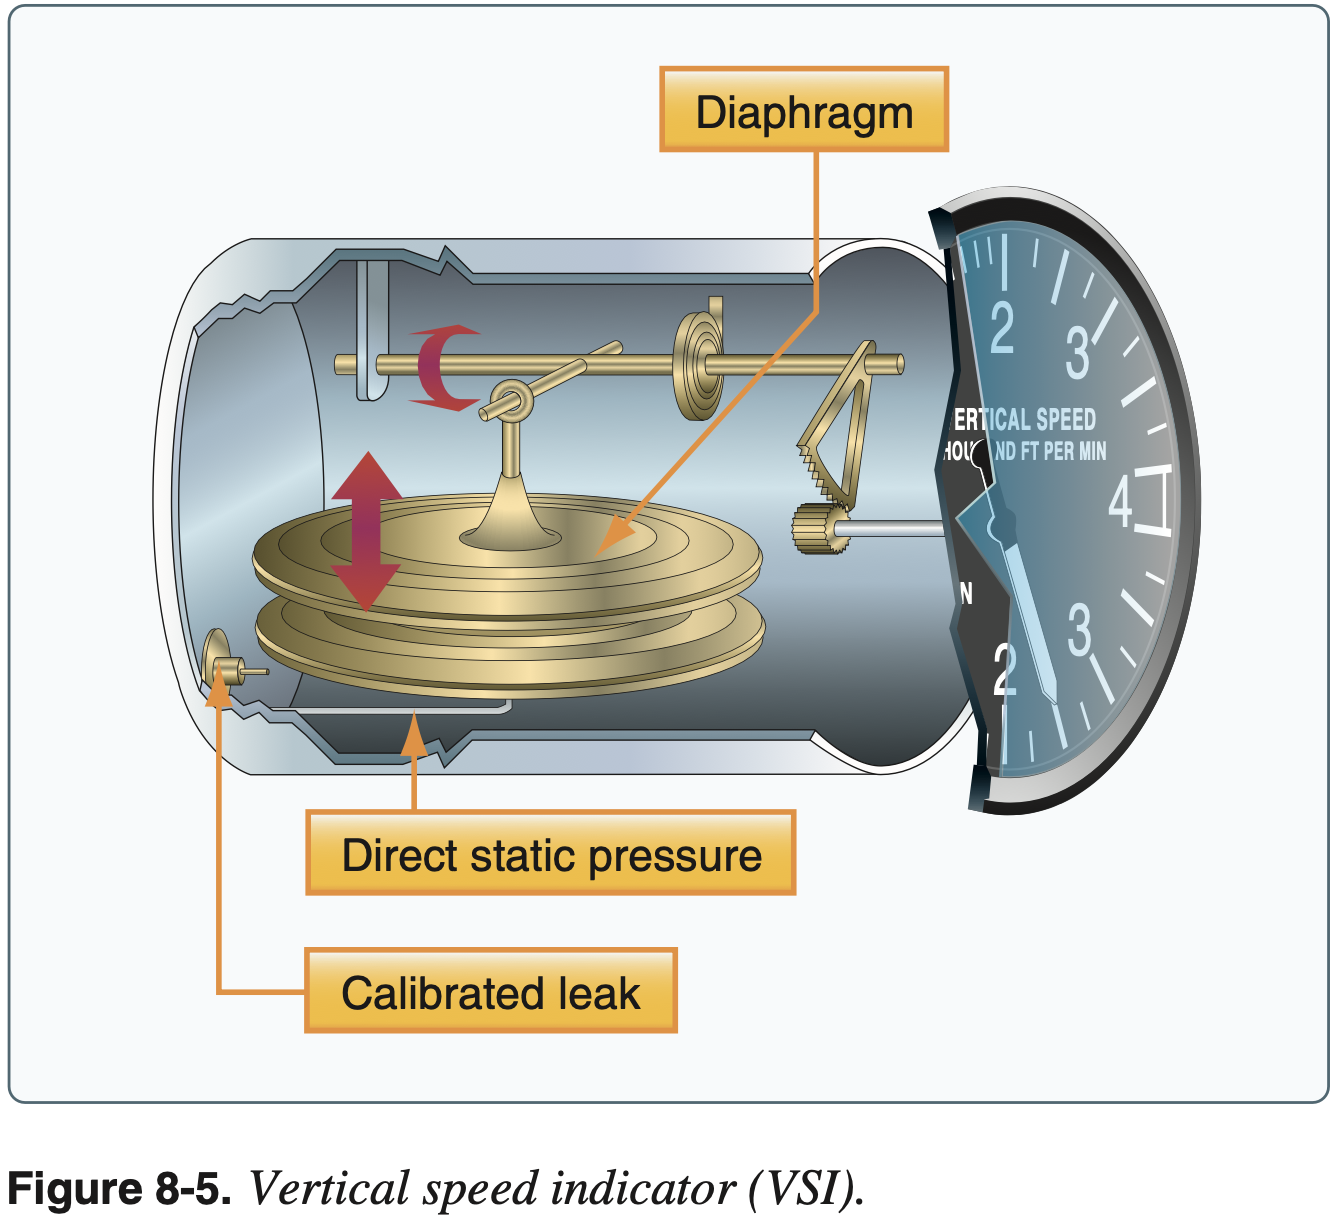 Diaphragm
2
3
ERTICAL SPEED
HOU ND FT PER MIN
4
N
3
2
Direct static pressure
Calibrated leak
Figure 8-5. Vertical speed indicator (VSI).